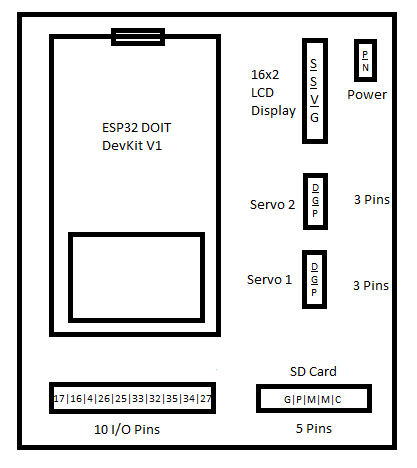 ESP32 DOIT
DevKit V1
16x2
LCD
Display
S
S
V
G
P
N
Power
Servo 2
D
G
P
3 Pins
Servo 1
D
G
P
3 Pins
17|16|4|26|25|33|32|35|34|27
10 I/O Pins
SD Card
G|P|M|M|C
5 Pins